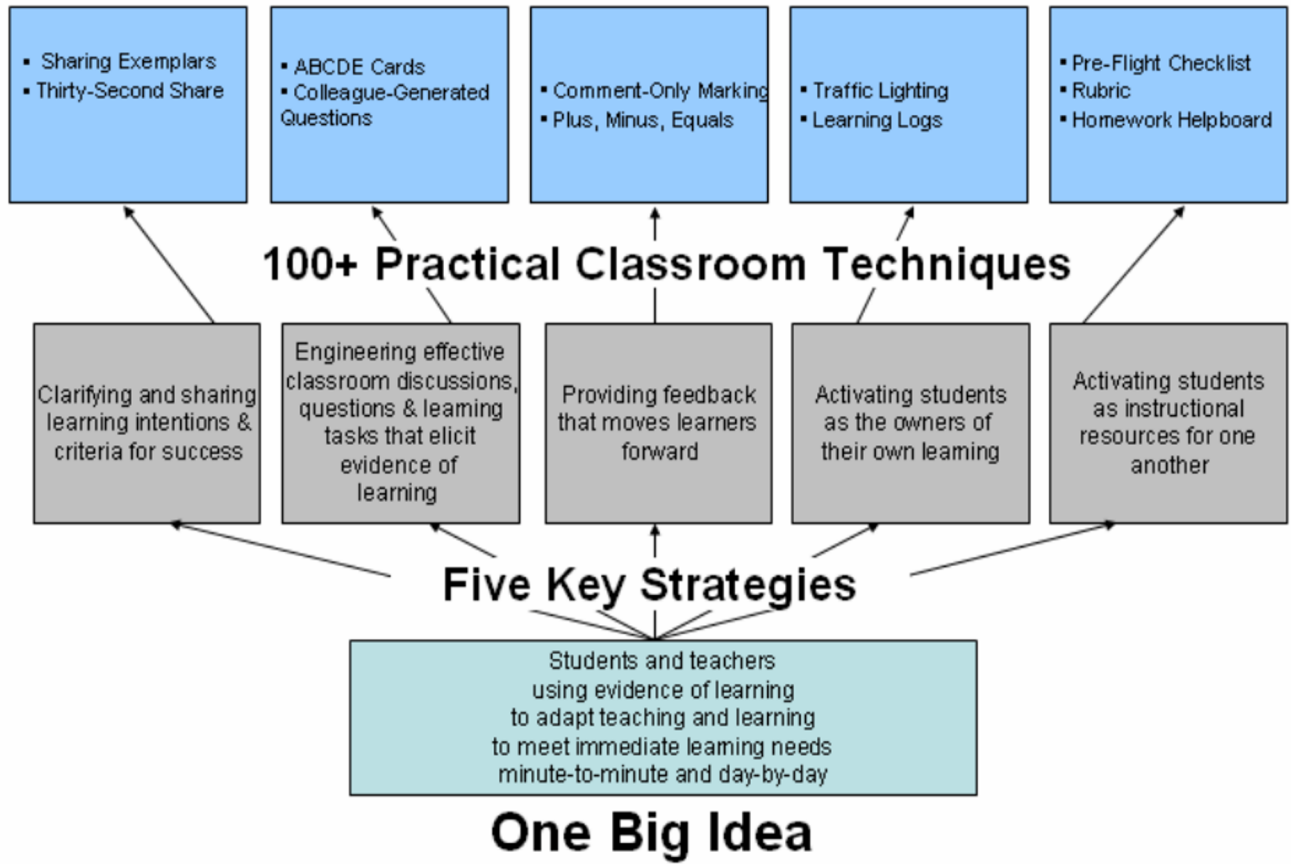 ▪ Sharing Exemplars
▪ Thirty-Second Share
▪ ABCDE Cards
▪ Colleague-Generated
Questions
▪ Comment-Only Marking
▪ Plus, Minus, Equals
▪ Traffic Lighting
▪ Learning Logs
▪ Pre-Flight Checklist
▪ Rubric
▪ Homework Helpboard
100+ Practical Classroom Techniques
Clarifying and sharing
learning intentions &
criteria for success
Engineering effective
classroom discussions,
questions & learning
tasks that elicit
evidence of
learning
Providing feedback
that moves learners
forward
Activating students
as the owners of
their own learning
Activating students
as instructional
resources for one
another
Five Key Strategies
Students and teachers
using evidence of learning
to adapt teaching and learning
to meet immediate learning needs
minute-to-minute and day-by-day
One Big Idea